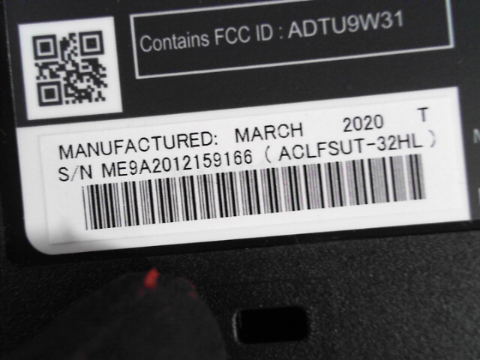 Contains FCC ID : ADTU9W31
MANUFACTURED: MARCH 2020 T
S/N ME9A2012159166 ( ACLFSUT-32HL )